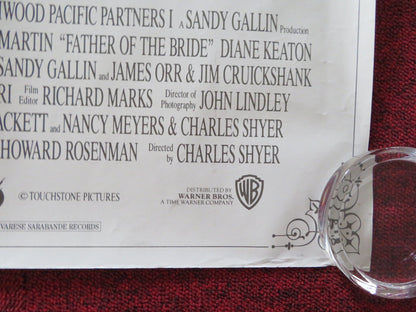 WOOD PACIFIC PARTNERS I A SANDY GALLIN Production
MARTIN "FATHER OF THE BRIDE" DIANE KEATON
SANDY GALLIN and JAMES ORR & JIM CRUICKSHANK
RI Film Editor RICHARD MARKS Director of Photography JOHN LINDLEY
ACKETT and NANCY MEYERS & CHARLES SHYER
HOWARD ROSENMAN Directed by CHARLES SHYER
© TOUCHSTONE PICTURES
DISTRIBUTED BY
WARNER BROS.
A TIME WARNER COMPANY
WB
VARESE SARABANDE RECORDS